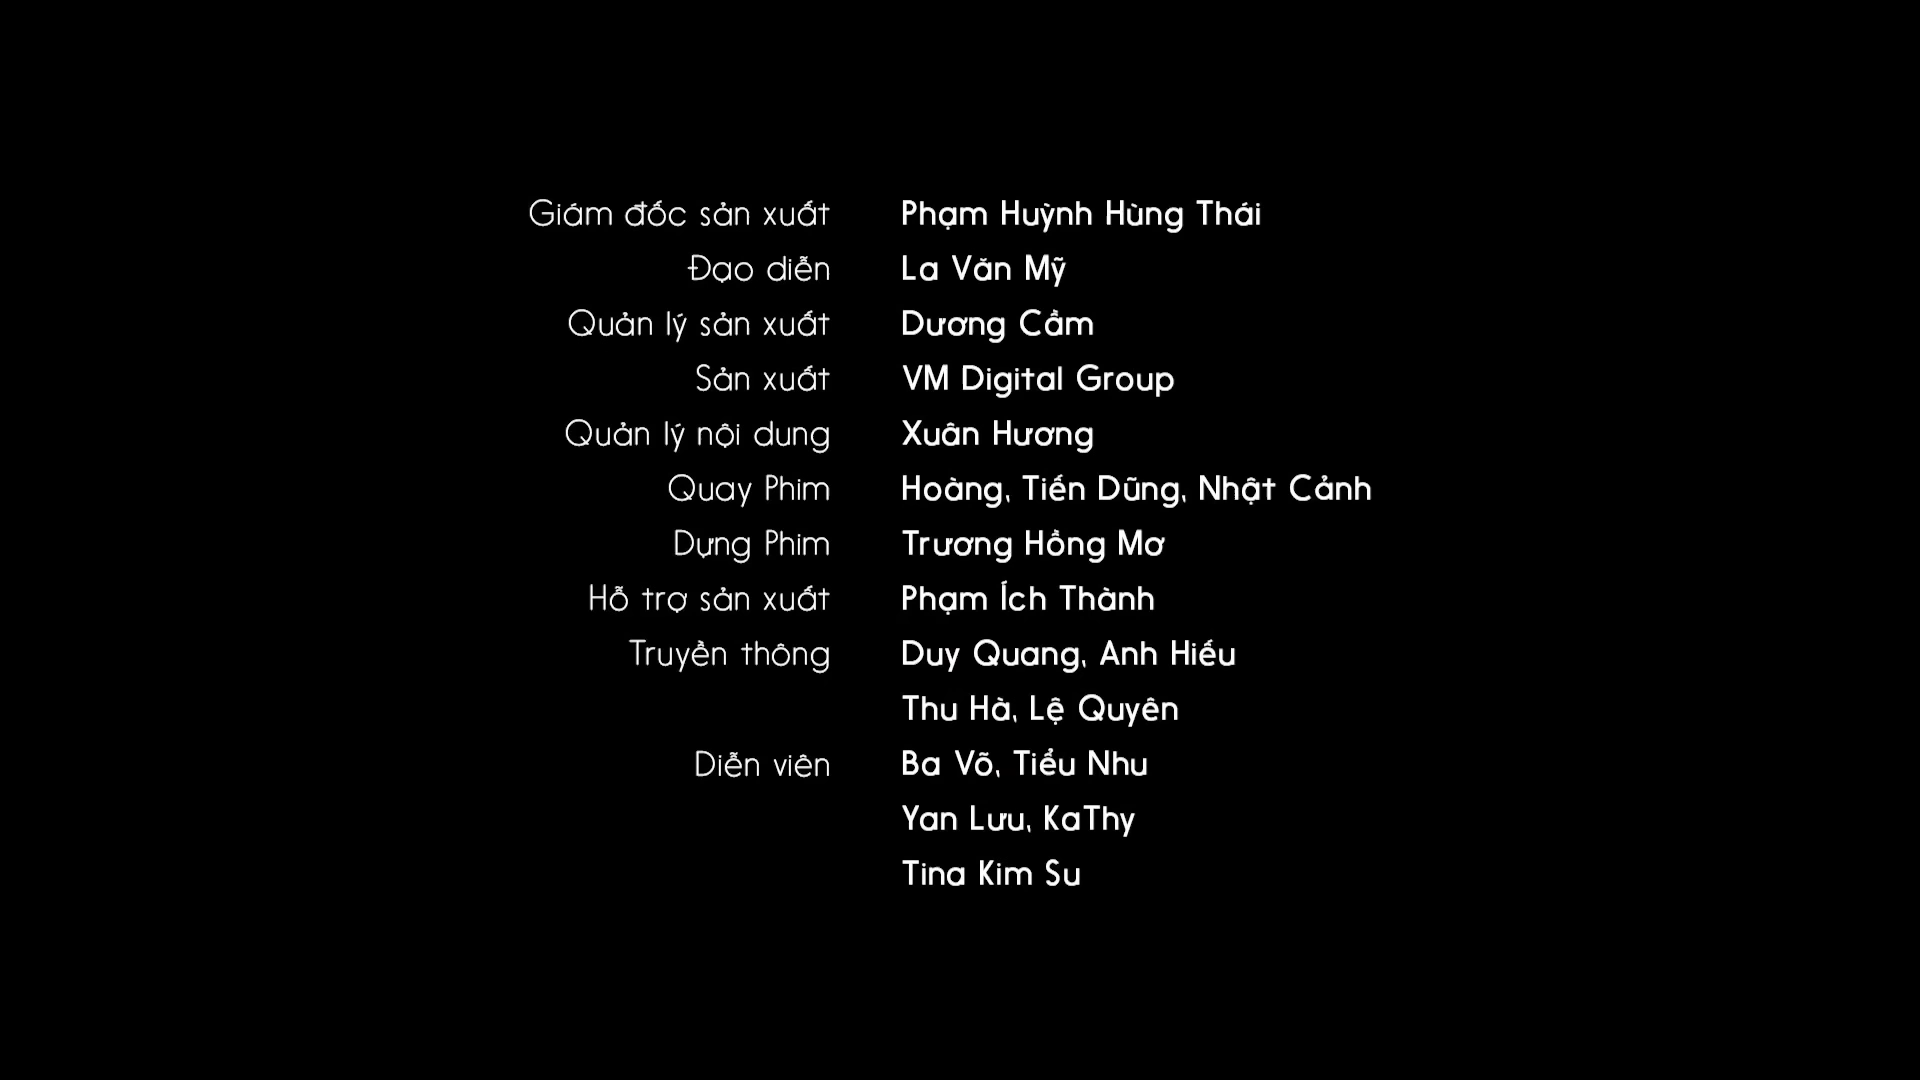 Giám đốc sản xuất Phạm Huỳnh Hùng Thái
Đạo diễn La Văn Mỹ
Quản lý sản xuất Dương Cầm
Sản xuất VM Digital Group
Quản lý nội dung Xuân Hương
Quay Phim Hoàng, Tiến Dũng, Nhật Cảnh
Dựng Phim Trương Hồng Mơ
Hỗ trợ sản xuất Phạm Ích Thành
Truyền thông Duy Quang, Anh Hiếu
Thu Hà, Lệ Quyên
Diễn viên Ba Võ, Tiểu Nhu
Yan Lưu, KaThy
Tina Kim Su